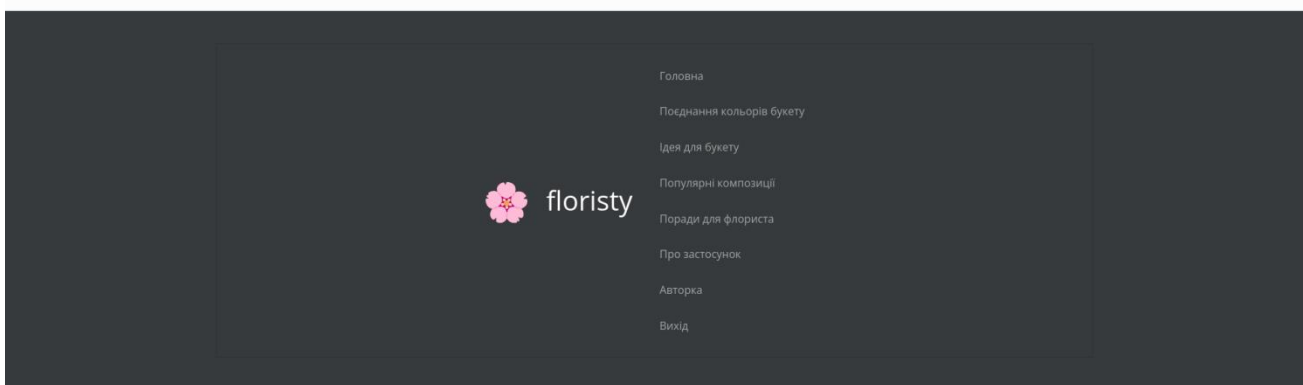 floristy
Головна
Поєднання кольорів букету
Ідея для букету
Популярні композиції
Поради для флориста
Про застосунок
Авторка
Вихід